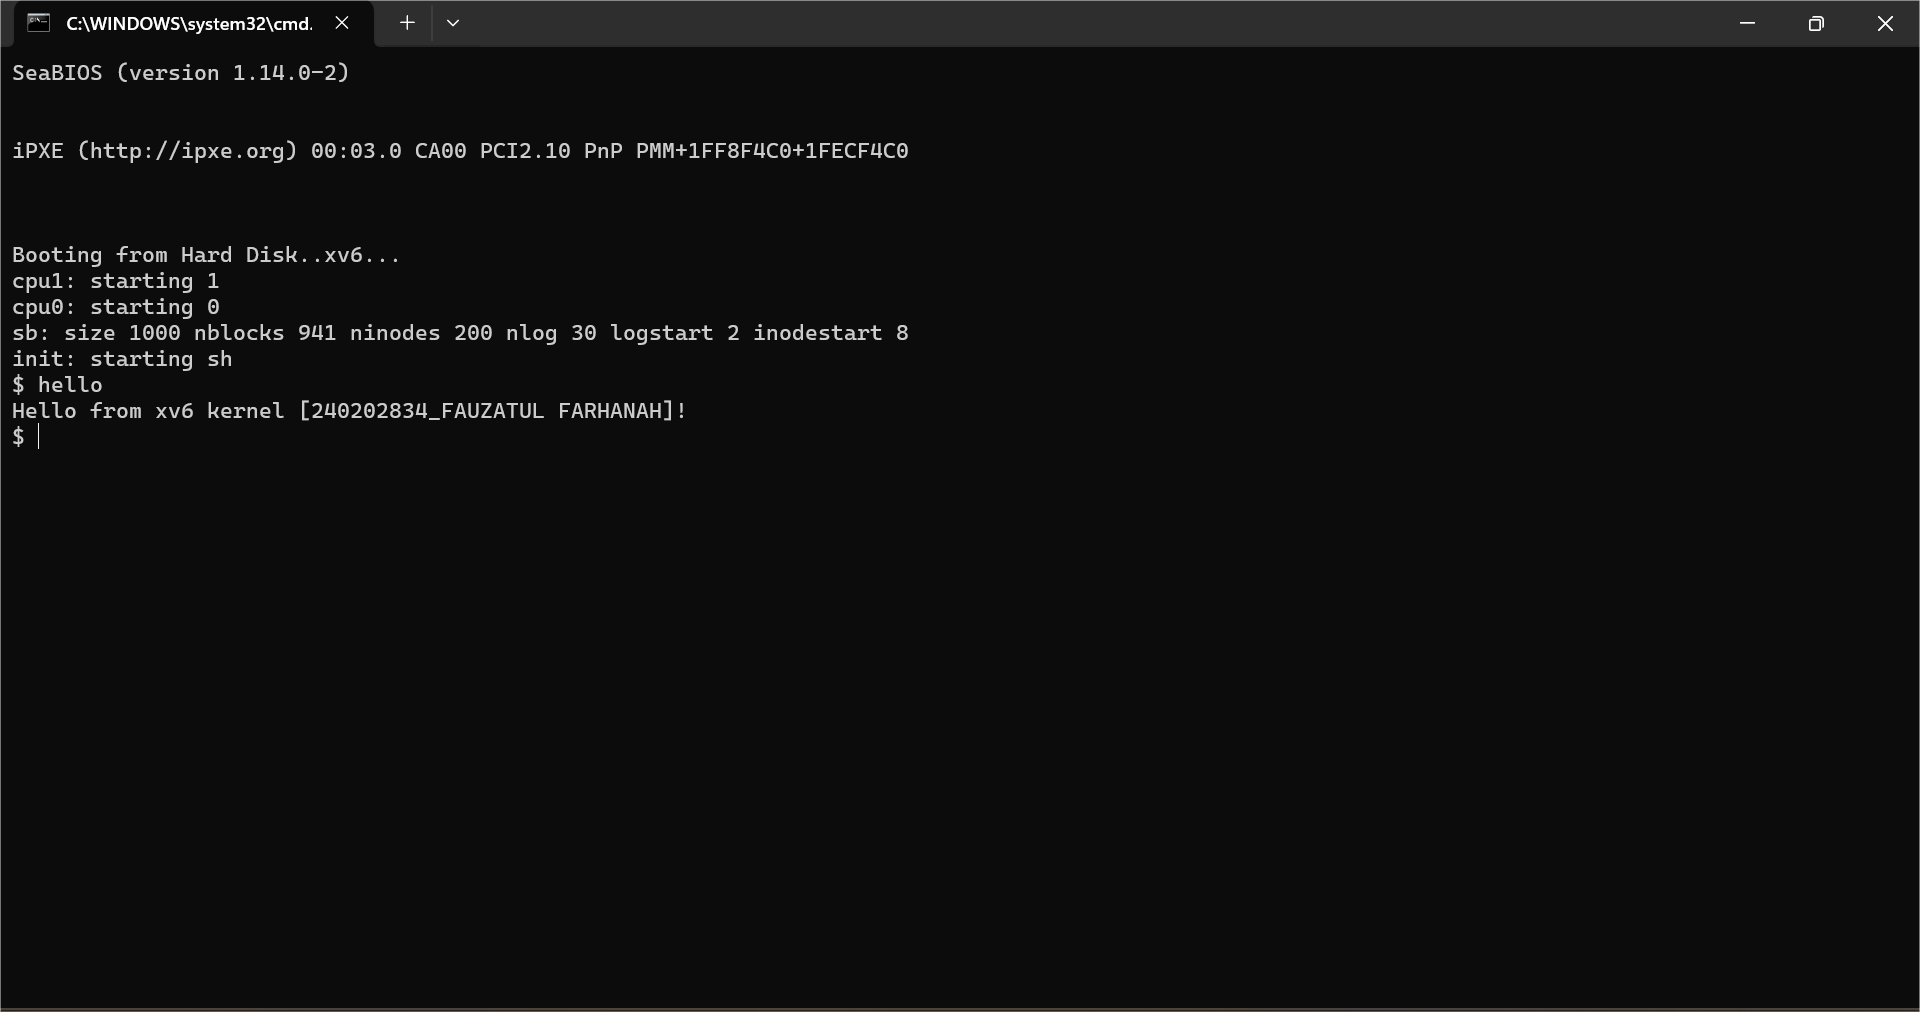 C:\WINDOWS\system32\cmd.
SeaBIOS (version 1.14.0-2)
iPXE (http://ipxe.org) 00:03.0 CA00 PCI2.10 PnP PMM+1FF8F4C0+1FECF4C0
Booting from Hard Disk..xv6...
cpu1: starting 1
cpu0: starting 0
sb: size 1000 nblocks 941 ninodes 200 nlog 30 logstart 2 inodestart 8
init: starting sh
$ hello
Hello from xv6 kernel [240202834_FAUZATUL FARHANAH]!
$